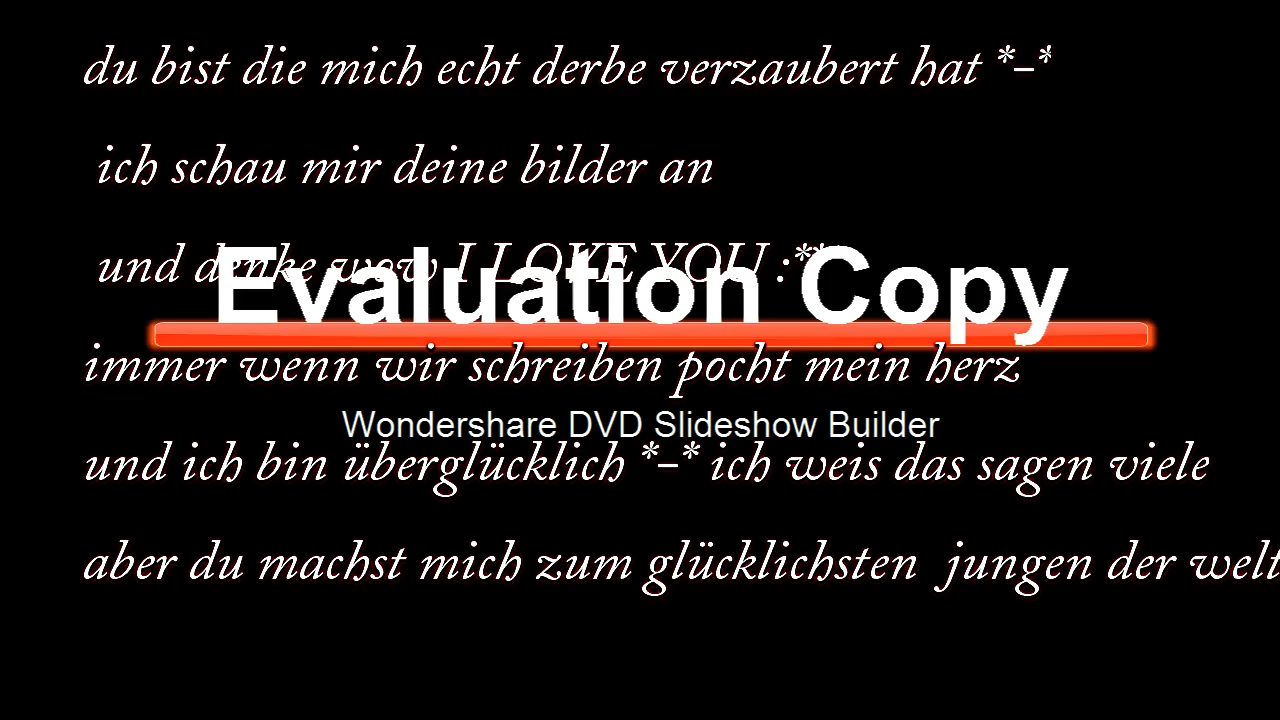 du bist die mich echt derbe verzaubert hat *-*
ich schau mir deine bilder an
und denke wow I LOVE YOU :**
Evaluation Copy
immer wenn wir schreiben pocht mein herz
Wondershare DVD Slideshow Builder
und ich bin überglücklich *-* ich weis das sagen viele
aber du machst mich zum glücklichsten jungen der welt